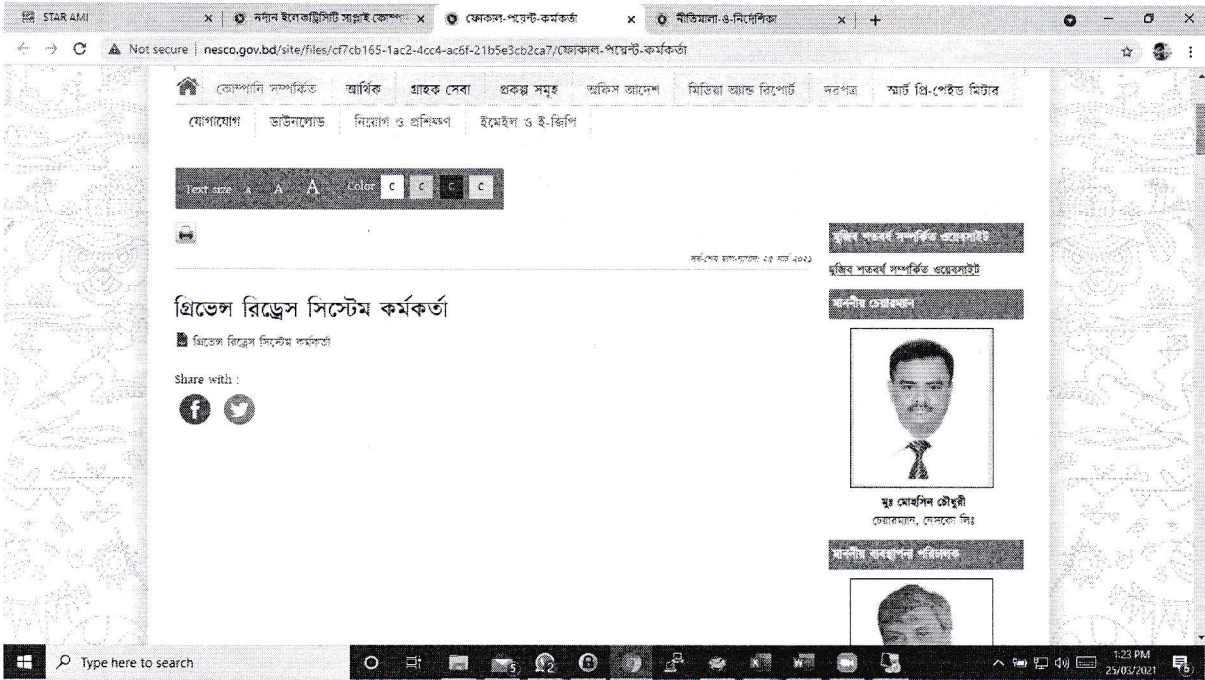 STAR AMI
নর্দান ইলেকট্রিসিটি সাপ্লাই কোম্প
ফোকাল-পয়েন্ট-কর্মকর্তা
নীতিমালা-ও-নির্দেশিকা
Not secure
nesco.gov.bd/site/files/cf7cb165-1ac2-4cc4-ac6f-21b5e3cb2ca7/ফোকাল-পয়েন্ট-কর্মকর্তা
কোম্পানি সম্পর্কিত আর্থিক গ্রাহক সেবা প্রকল্প সমূহ অফিস আদেশ মিডিয়া অ্যান্ড রিপোর্ট দরপত্র স্মার্ট প্রি-পেইড মিটার
যোগাযোগ ডাউনলোড নিয়োগ ও প্রশিক্ষণ ইমেইল ও ই-জিপি
Text size A A A Color C C C C
সর্ব-শেষ হাল-নাগাদ: ২৫ মার্চ ২০২১
গ্রিভেন্স রিড্রেস সিস্টেম কর্মকর্তা
গ্রিভেন্স রিড্রেস সিস্টেম কর্মকর্তা
Share with :
মুজিব শতবর্ষ সম্পর্কিত ওয়েবসাইট
মুজিব শতবর্ষ সম্পর্কিত ওয়েবসাইট
মাননীয় চেয়ারম্যান
মুঃ মোহসিন চৌধুরী
চেয়ারম্যান, নেসকো লিঃ
মাননীয় ব্যবস্থাপনা পরিচালক
Type here to search
1:23 PM
25/03/2021